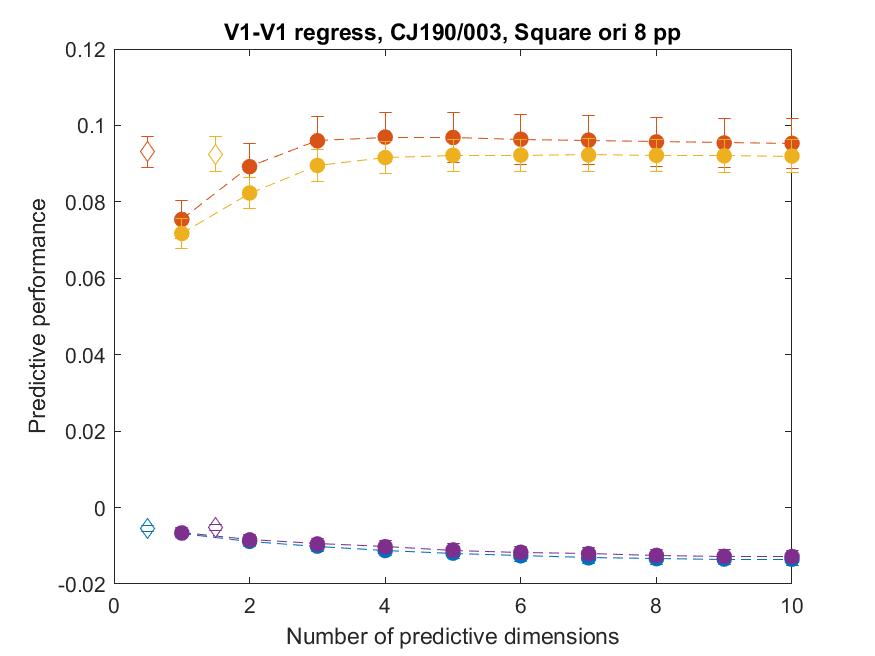 V1-V1 regress, CJ190/003, Square ori 8 pp
0.12
0.1
0.08
0.06
0.04
0.02
0
-0.02
Predictive performance
0 2 4 6 8 10
Number of predictive dimensions